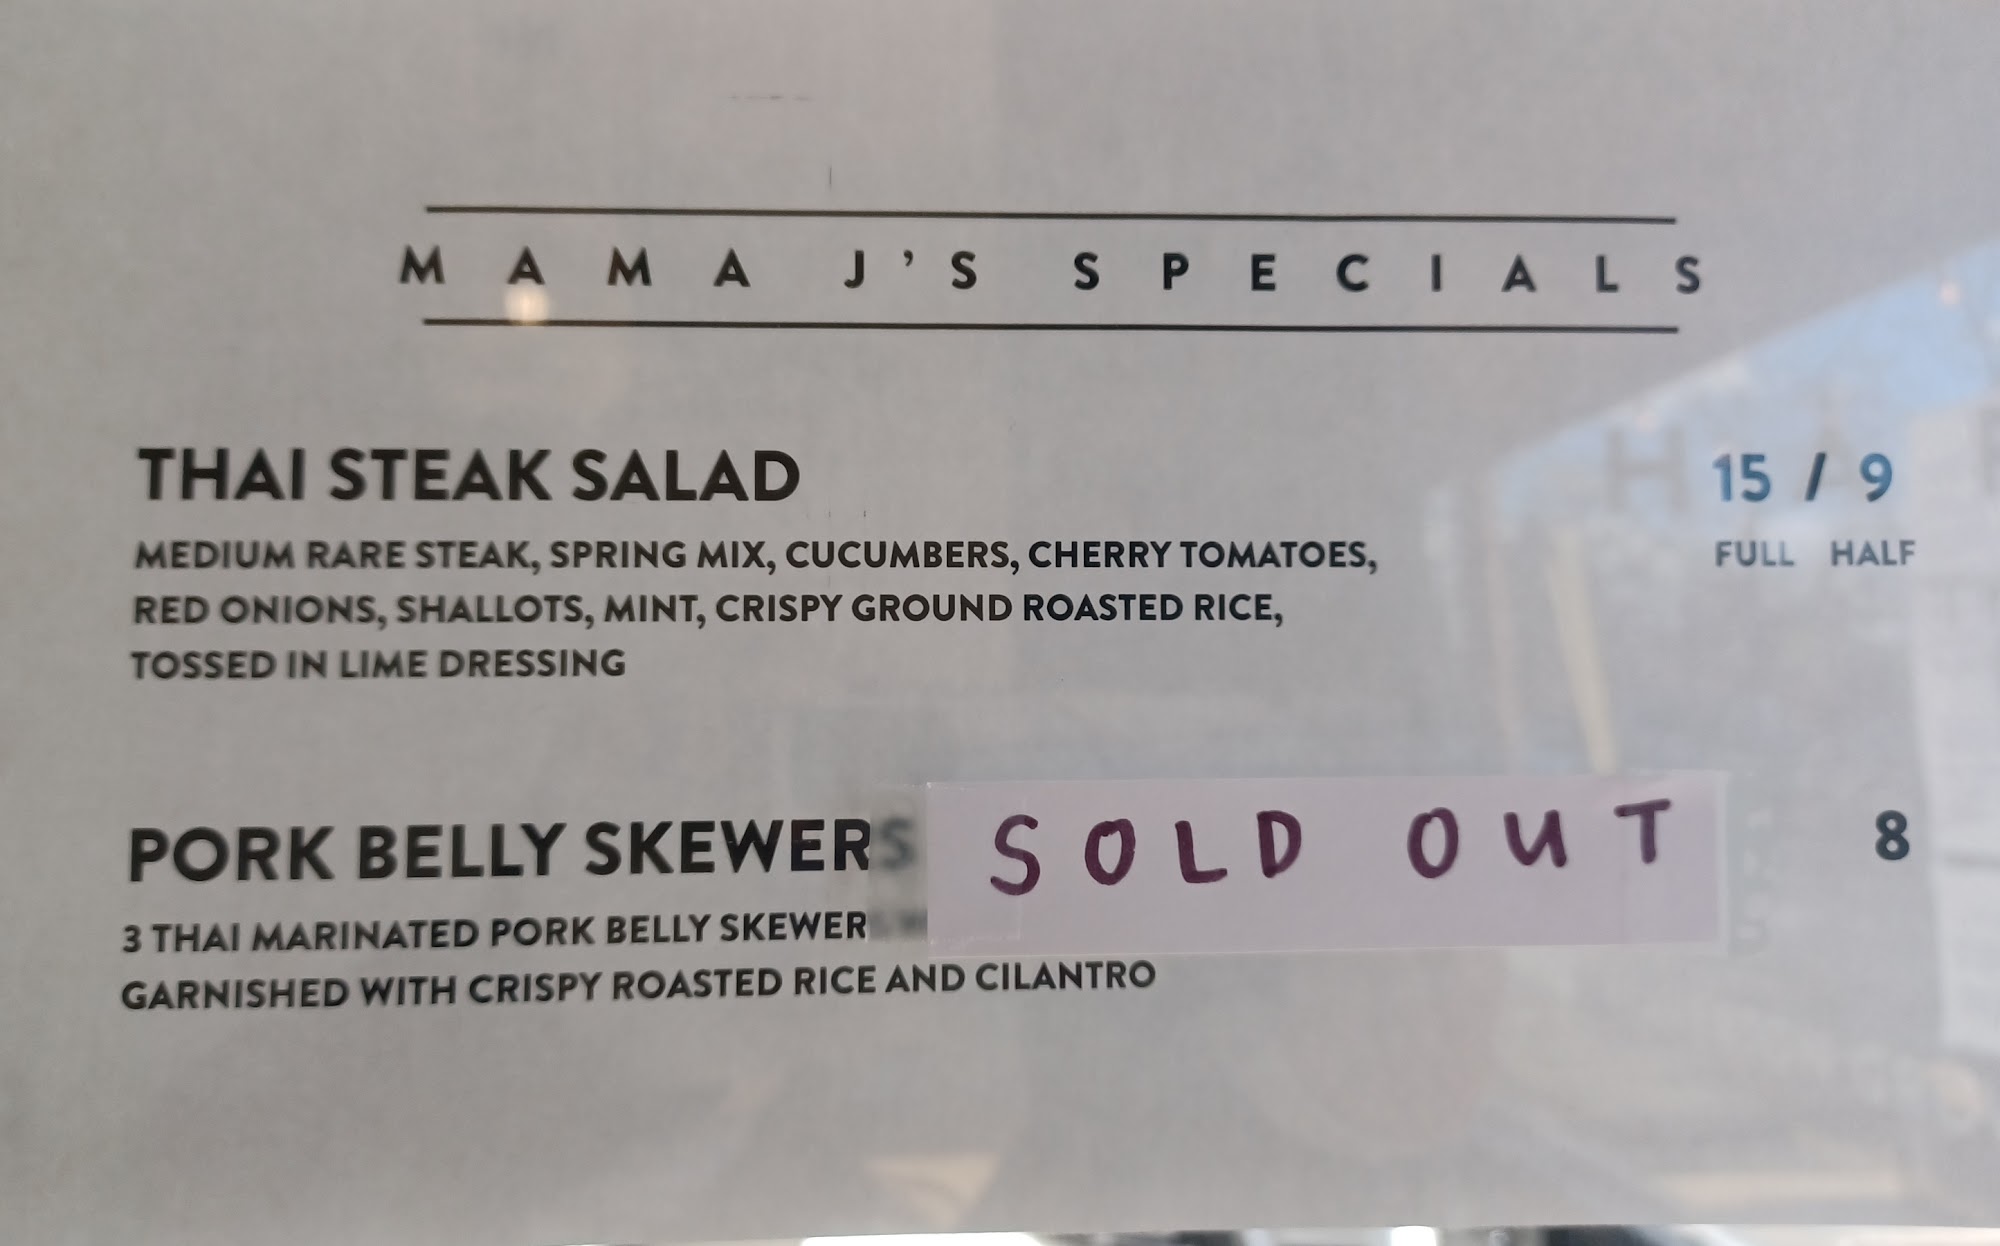 MAMA J'S SPECIALS
THAI STEAK SALAD 15 / 9
MEDIUM RARE STEAK, SPRING MIX, CUCUMBERS, CHERRY TOMATOES, FULL HALF
RED ONIONS, SHALLOTS, MINT, CRISPY GROUND ROASTED RICE,
TOSSED IN LIME DRESSING
PORK BELLY SKEWERS SOLD OUT 8
3 THAI MARINATED PORK BELLY SKEWERS
GARNISHED WITH CRISPY ROASTED RICE AND CILANTRO